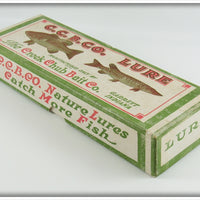 C.C.B.CO. LURE
Creek Chub Bait Co.
GARRETT
INDIANA
C.C.B.CO. Nature Lures
Catch More Fish
LURE